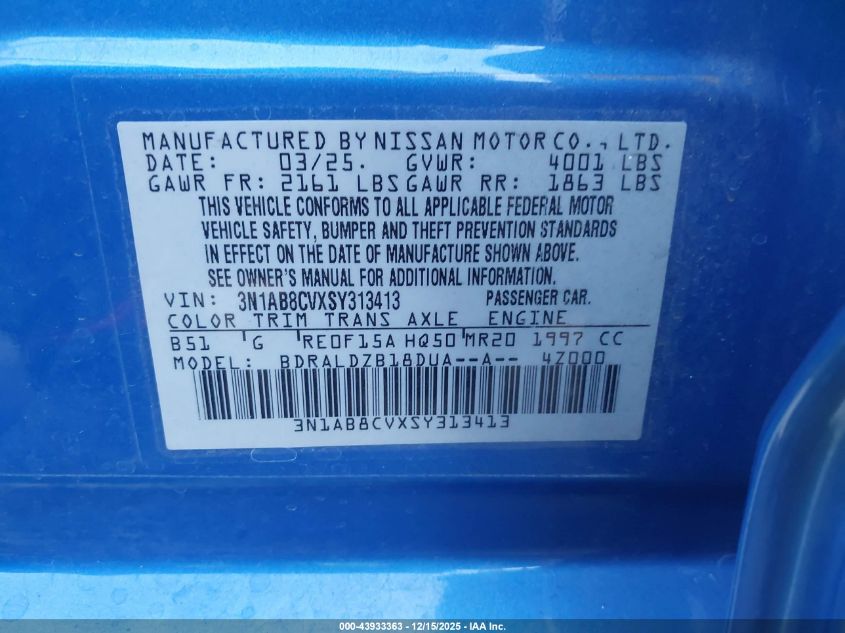 MANUFACTURED BY NISSAN MOTOR CO., LTD.
DATE: 03/25. GVWR: 4001 LBS
GAWR FR: 2161 LBS GAWR RR: 1863 LBS
THIS VEHICLE CONFORMS TO ALL APPLICABLE FEDERAL MOTOR
VEHICLE SAFETY, BUMPER AND THEFT PREVENTION STANDARDS
IN EFFECT ON THE DATE OF MANUFACTURE SHOWN ABOVE.
SEE OWNER'S MANUAL FOR ADDITIONAL INFORMATION.
VIN: 3N1AB8CVXSY313413 PASSENGER CAR.
COLOR TRIM TRANS AXLE ENGINE
B51 G RE0F15A HQ50 MR20 1997 CC
MODEL: BDRALDZB18DUA--A-- 4Z000
3N1AB8CVXSY313413
000-43933363 - 12/15/2025 - IAA Inc.